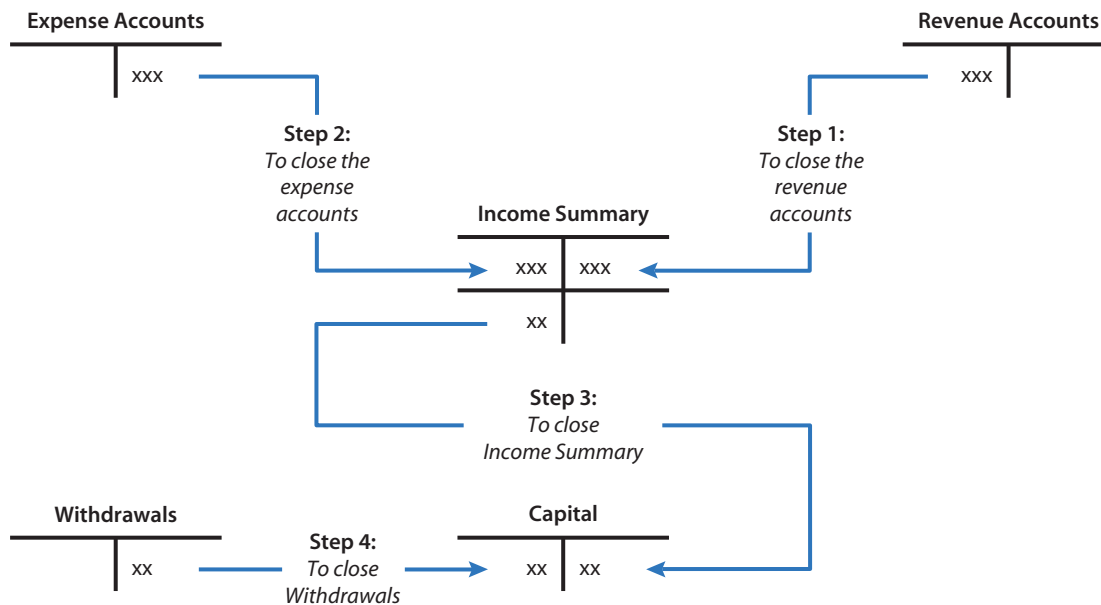 Expense Accounts
Revenue Accounts
xxx
xxx
Step 2:
To close the
expense
accounts
Step 1:
To close the
revenue
accounts
Income Summary
xxx
xxx
xx
Step 3:
To close
Income Summary
Withdrawals
Capital
xx
Step 4:
To close
Withdrawals
xx
xx